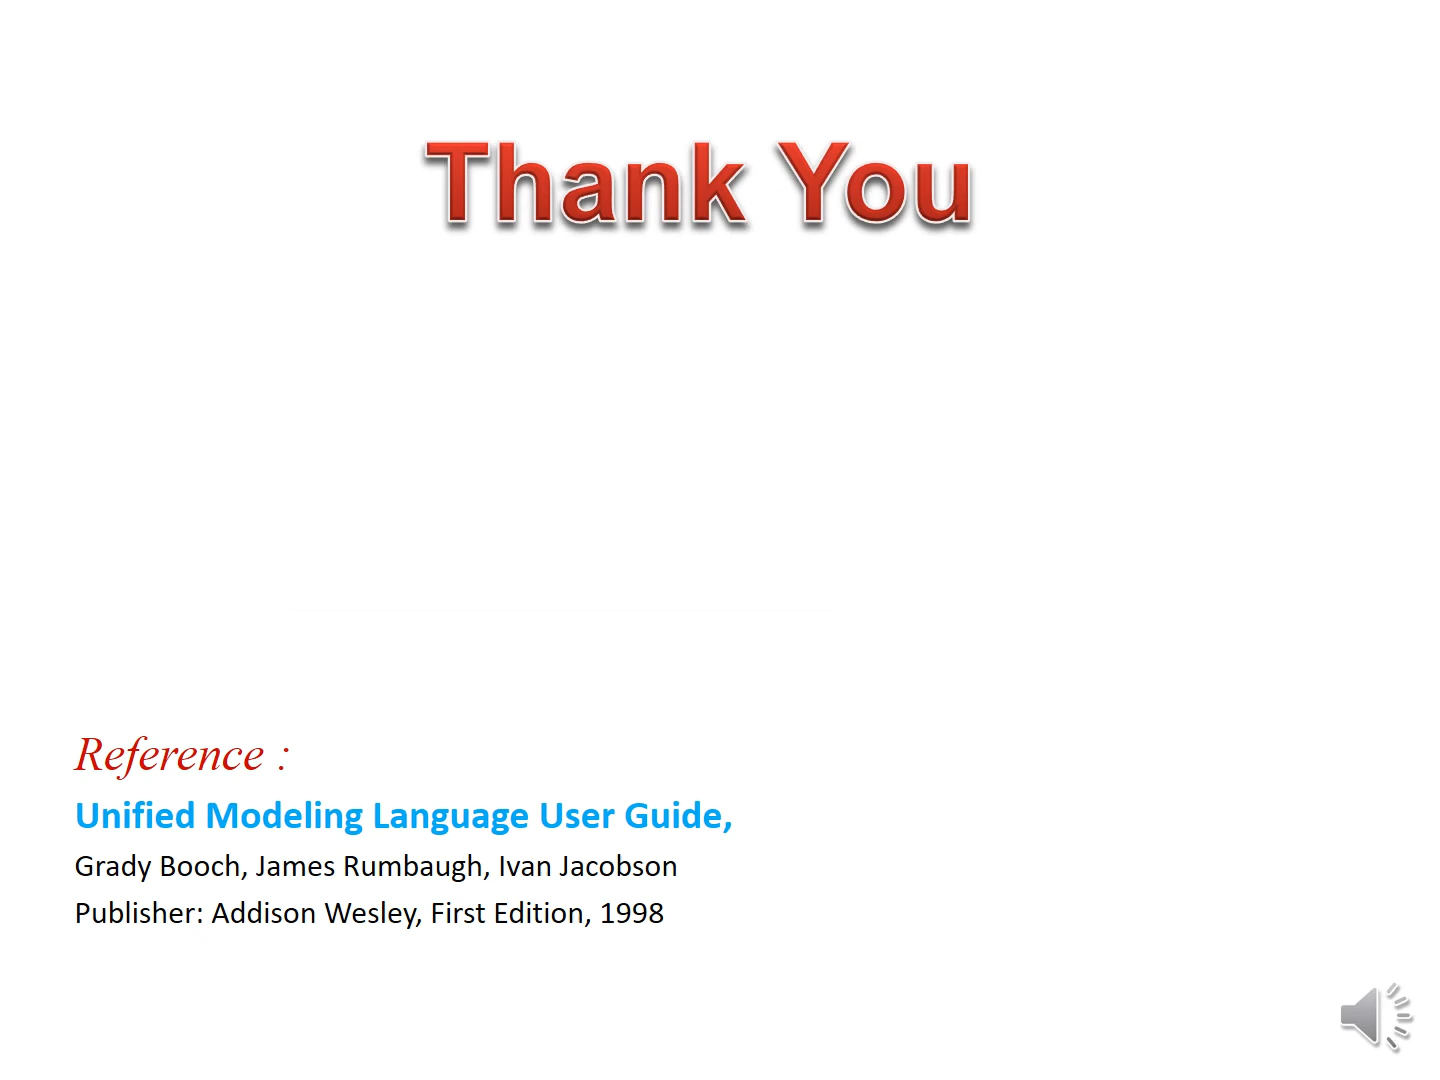 Thank You
Reference :
Unified Modeling Language User Guide,
Grady Booch, James Rumbaugh, Ivan Jacobson
Publisher: Addison Wesley, First Edition, 1998